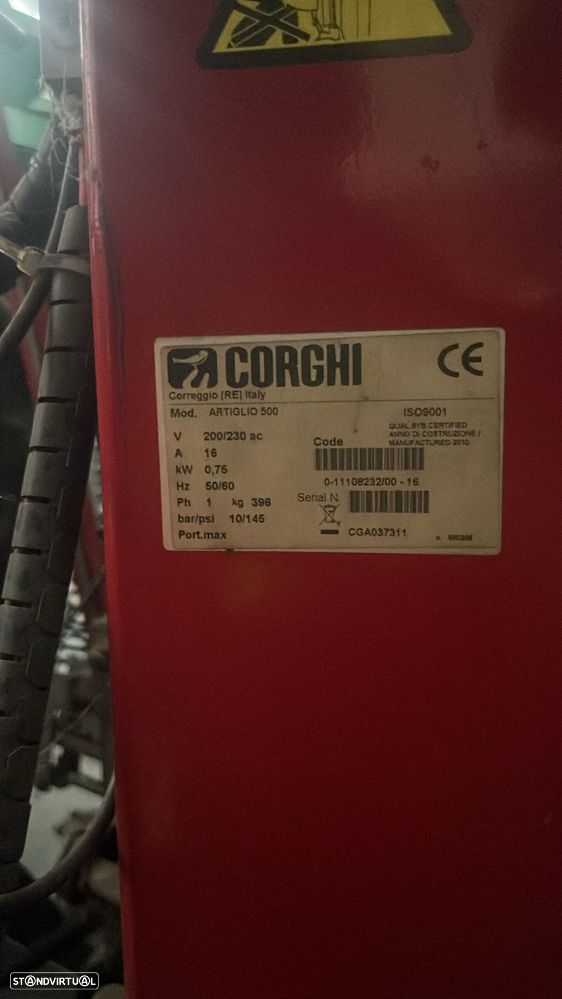 CORGHI
CE
Correggio (RE) Italy
Mod. ARTIGLIO 500
ISO9001
QUAL.SYS.CERTIFIED
ANNO DI COSTRUZIONE /
MANUFACTURED 2010
V 200/230 ac
A 16
kW 0,75
Hz 50/60
Ph 1 kg 396
bar/psi 10/145
Port.max
Code
0-11108232/00 - 16
Serial N.
CGA037311
STANDVIRTUAL